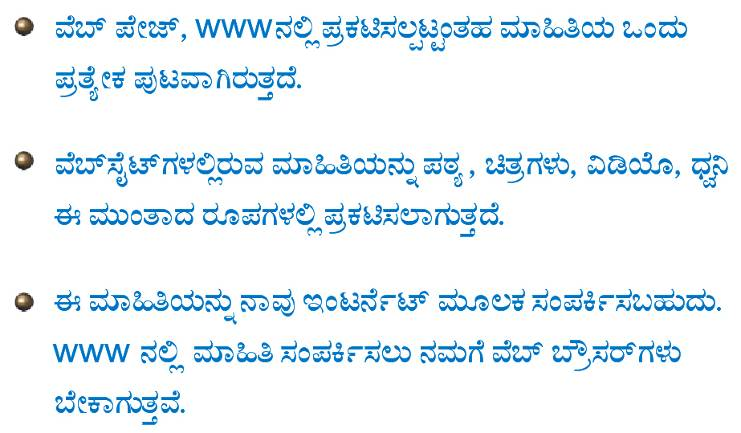 ವೆಬ್ ಪೇಜ್, WWWನಲ್ಲಿ ಪ್ರಕಟಿಸಲ್ಪಟ್ಟಂತಹ ಮಾಹಿತಿಯ ಒಂದು
ಪ್ರತ್ಯೇಕ ಪುಟವಾಗಿರುತ್ತದೆ.
ವೆಬ್‌ಸೈಟ್‌ಗಳಲ್ಲಿರುವ ಮಾಹಿತಿಯನ್ನು ಪಠ್ಯ , ಚಿತ್ರಗಳು, ವಿಡಿಯೊ, ಧ್ವನಿ
ಈ ಮುಂತಾದ ರೂಪಗಳಲ್ಲಿ ಪ್ರಕಟಿಸಲಾಗುತ್ತದೆ.
ಈ ಮಾಹಿತಿಯನ್ನು ನಾವು ಇಂಟರ್ನೆಟ್ ಮೂಲಕ ಸಂಪರ್ಕಿಸಬಹುದು.
WWW ನಲ್ಲಿ ಮಾಹಿತಿ ಸಂಪರ್ಕಿಸಲು ನಮಗೆ ವೆಬ್ ಬ್ರೌಸರ್‌ಗಳು
ಬೇಕಾಗುತ್ತವೆ.